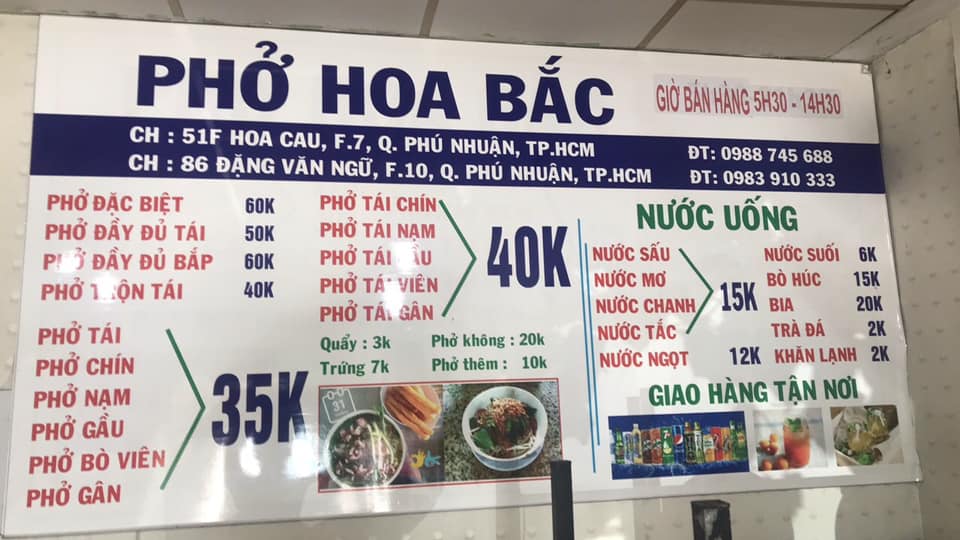 PHỞ HOA BẮC
GIỜ BÁN HÀNG 5H30 - 14H30
CH : 51F HOA CAU, F.7, Q. PHÚ NHUẬN, TP.HCM
ĐT: 0988 745 688
CH : 86 ĐẶNG VĂN NGỮ, F.10, Q. PHÚ NHUẬN, TP.HCM
ĐT: 0983 910 333
PHỞ ĐẶC BIỆT 60K
PHỞ ĐẦY ĐỦ TÁI 50K
PHỞ ĐẦY ĐỦ BẮP 60K
PHỞ TRỘN TÁI 40K
PHỞ TÁI
PHỞ CHÍN
PHỞ NẠM
PHỞ GẦU
PHỞ BÒ VIÊN
PHỞ GÂN
35K
PHỞ TÁI CHÍN
PHỞ TÁI NẠM
PHỞ TÁI GẦU
PHỞ TÁI VIÊN
PHỞ TÁI GÂN
40K
Quẩy : 3k Phở không : 20k
Trứng 7k Phở thêm : 10k
NƯỚC UỐNG
NƯỚC SẤU
NƯỚC MƠ
NƯỚC CHANH
NƯỚC TẮC
15K
NƯỚC NGỌT 12K
NƯỚC SUỐI 6K
BÒ HÚC 15K
BIA 20K
TRÀ ĐÁ 2K
KHĂN LẠNH 2K
GIAO HÀNG TẬN NƠI